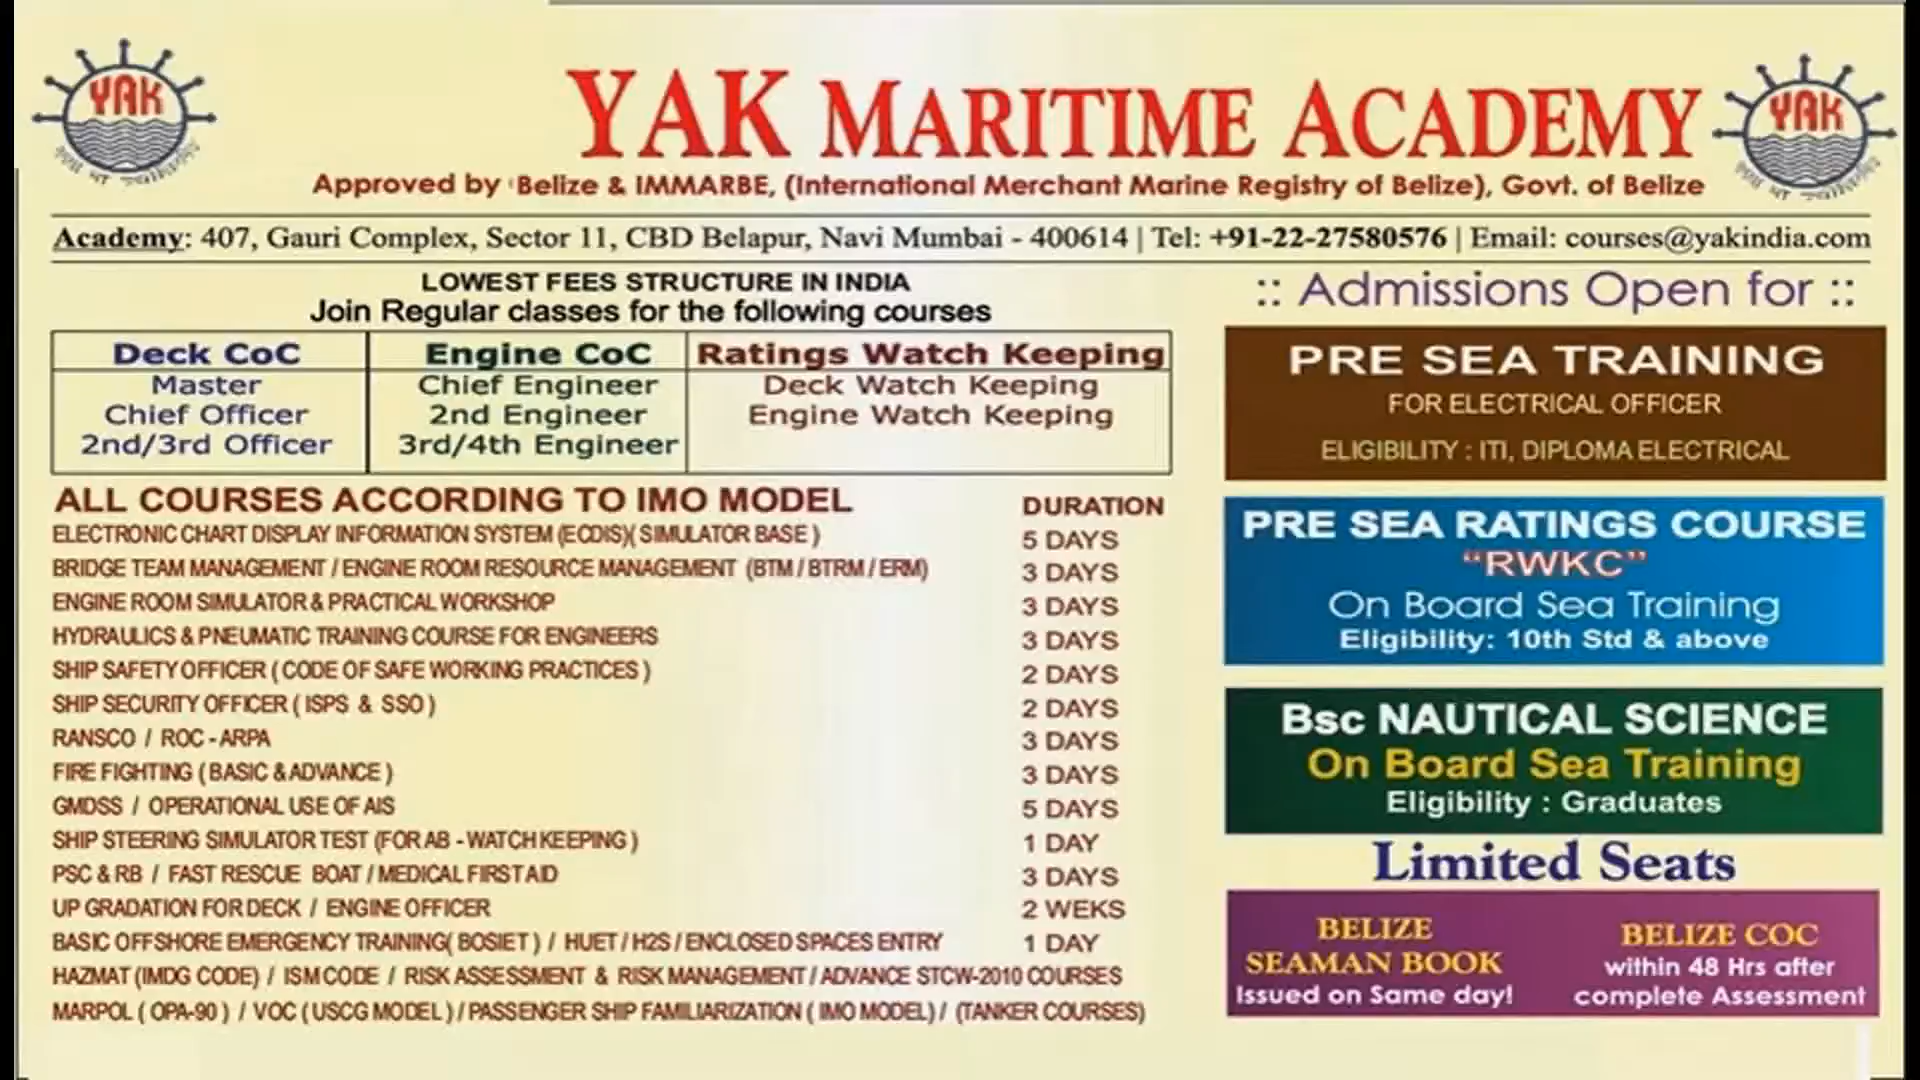 YAK
YAK MARITIME ACADEMY
YAK
Approved by Belize & IMMARBE, (International Merchant Marine Registry of Belize), Govt. of Belize
Academy: 407, Gauri Complex, Sector 11, CBD Belapur, Navi Mumbai - 400614 | Tel: +91-22-27580576 | Email: courses@yakindia.com
LOWEST FEES STRUCTURE IN INDIA
Join Regular classes for the following courses
Deck CoC Engine CoC Ratings Watch Keeping
Master Chief Engineer Deck Watch Keeping
Chief Officer 2nd Engineer Engine Watch Keeping
2nd/3rd Officer 3rd/4th Engineer
ALL COURSES ACCORDING TO IMO MODEL DURATION
ELECTRONIC CHART DISPLAY INFORMATION SYSTEM (ECDIS)( SIMULATOR BASE ) 5 DAYS
BRIDGE TEAM MANAGEMENT / ENGINE ROOM RESOURCE MANAGEMENT (BTM / BTRM / ERM) 3 DAYS
ENGINE ROOM SIMULATOR & PRACTICAL WORKSHOP 3 DAYS
HYDRAULICS & PNEUMATIC TRAINING COURSE FOR ENGINEERS 3 DAYS
SHIP SAFETY OFFICER ( CODE OF SAFE WORKING PRACTICES ) 2 DAYS
SHIP SECURITY OFFICER ( ISPS & SSO ) 2 DAYS
RANSCO / ROC - ARPA 3 DAYS
FIRE FIGHTING ( BASIC & ADVANCE ) 3 DAYS
GMDSS / OPERATIONAL USE OF AIS 5 DAYS
SHIP STEERING SIMULATOR TEST (FOR AB - WATCH KEEPING ) 1 DAY
PSC & RB / FAST RESCUE BOAT / MEDICAL FIRST AID 3 DAYS
UP GRADATION FOR DECK / ENGINE OFFICER 2 WEKS
BASIC OFFSHORE EMERGENCY TRAINING( BOSIET ) / HUET / H2S / ENCLOSED SPACES ENTRY 1 DAY
HAZMAT (IMDG CODE) / ISM CODE / RISK ASSESSMENT & RISK MANAGEMENT / ADVANCE STCW-2010 COURSES
MARPOL ( OPA-90 ) / VOC ( USCG MODEL ) / PASSENGER SHIP FAMILIARIZATION ( IMO MODEL) / (TANKER COURSES)
:: Admissions Open for ::
PRE SEA TRAINING
FOR ELECTRICAL OFFICER
ELIGIBILITY : ITI, DIPLOMA ELECTRICAL
PRE SEA RATINGS COURSE
“RWKC”
On Board Sea Training
Eligibility: 10th Std & above
Bsc NAUTICAL SCIENCE
On Board Sea Training
Eligibility : Graduates
Limited Seats
BELIZE
SEAMAN BOOK
Issued on Same day!
BELIZE COC
within 48 Hrs after
complete Assessment